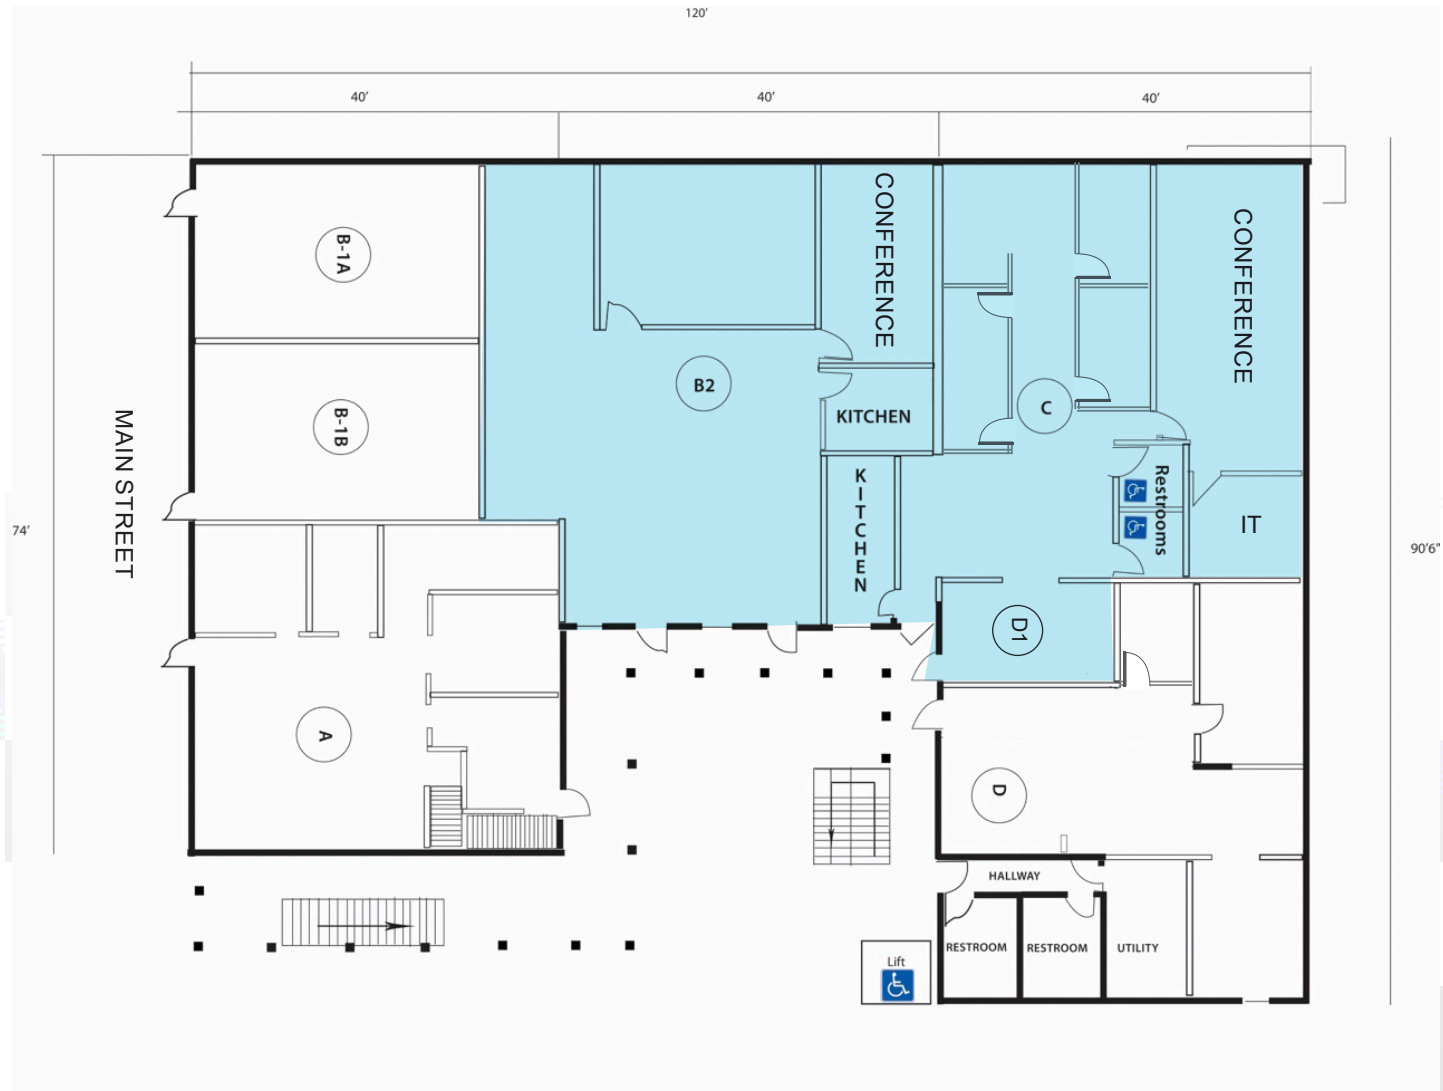 120'
40'
40'
40'
CONFERENCE
CONFERENCE
B-1A
B2
C
KITCHEN
B-1B
MAIN STREET
KITCHEN
Restrooms
IT
74'
90'6"
D1
A
D
HALLWAY
RESTROOM
RESTROOM
UTILITY
Lift